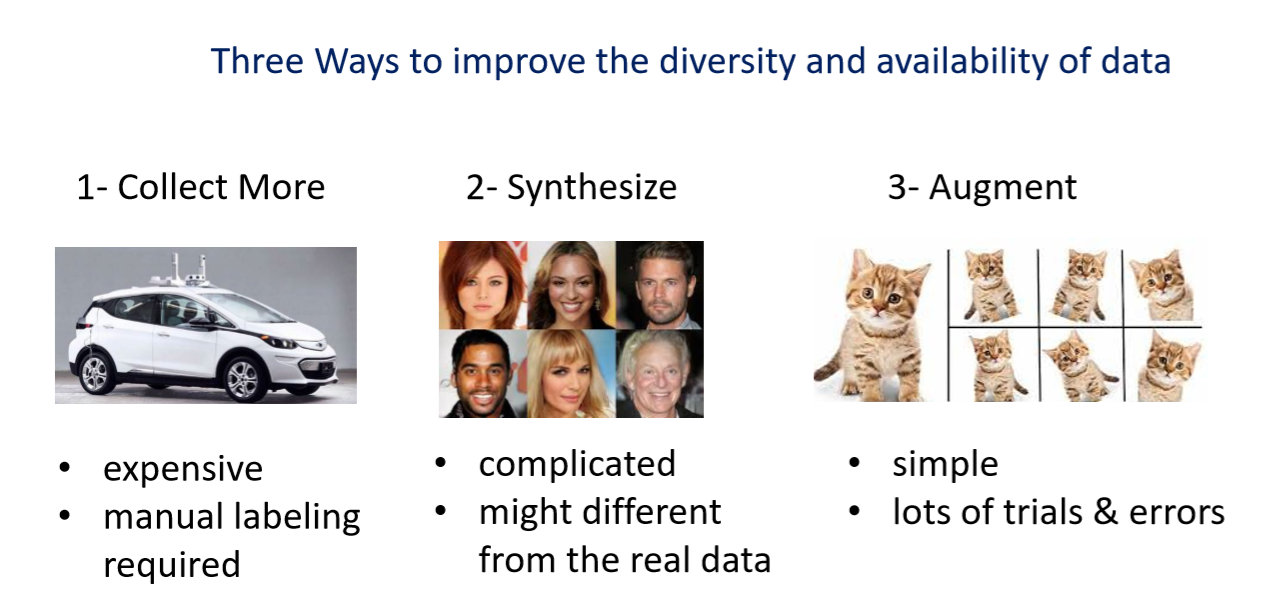 Three Ways to improve the diversity and availability of data
1- Collect More
2- Synthesize
3- Augment
• expensive
• manual labeling
required
• complicated
• might different
from the real data
• simple
• lots of trials & errors